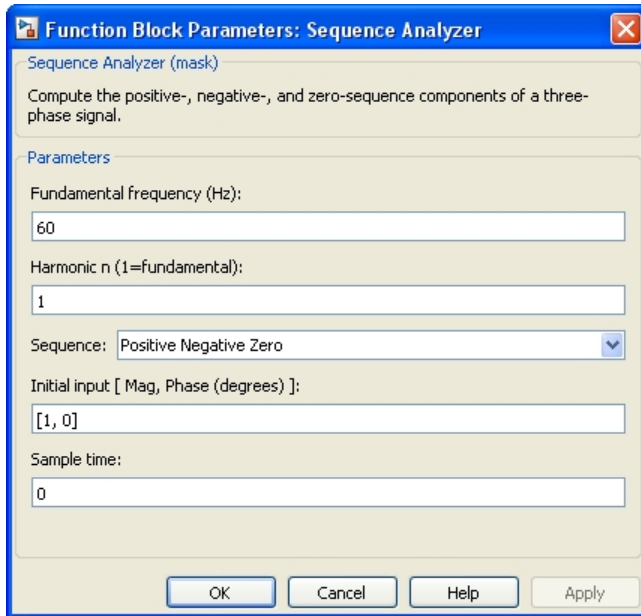 Function Block Parameters: Sequence Analyzer
Sequence Analyzer (mask)
Compute the positive-, negative-, and zero-sequence components of a three-
phase signal.
Parameters
Fundamental frequency (Hz):
60
Harmonic n (1=fundamental):
1
Sequence: Positive Negative Zero
Initial input [ Mag, Phase (degrees) ]:
[1, 0]
Sample time:
0
OK Cancel Help Apply